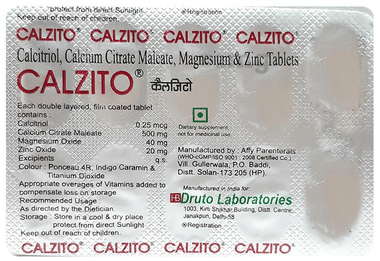 protect from direct Sunlight.
Keep out of reach of children.
® Registration
CALZITO CALZITO CALZITO CALZITO CALZITO
Calcitriol, Calcium Citrate Maleate, Magnesium & Zinc Tablets
CALZITO® कैलजिटो
Each double layered, film coated tablet
contains :
Calcitriol 0.25 mcg
Calcium Citrate Maleate 500 mg
Magnesium Oxide 40 mg
Zinc Oxide 20 mg
Excipients q.s.
Colour : Ponceau 4R, Indigo Caramin &
Titanium Dioxide
Appropriate overages of Vitamins added to
compensate loss on storage
Recommended Usage
As directed by the Dietician
Storage : Store in a cool & dry place
protect from direct Sunlight
Keep out of reach of children.
Dietary supplement
not for medicinal use.
Manufactured by : Affy Parenterals
(WHO-cGMP/ISO 9001 : 2008 Certified Co.)
Vill. Gullerwala, P.O. Baddi,
Distt. Solan-173 205 (HP).
Manufactured in India for:
Druto Laboratories
1003, Kirti Shikhar Building, Distt. Centre,
Janakpuri, Delhi-58
®Registration
CALZITO CALZITO CALZITO CALZITO CALZITO